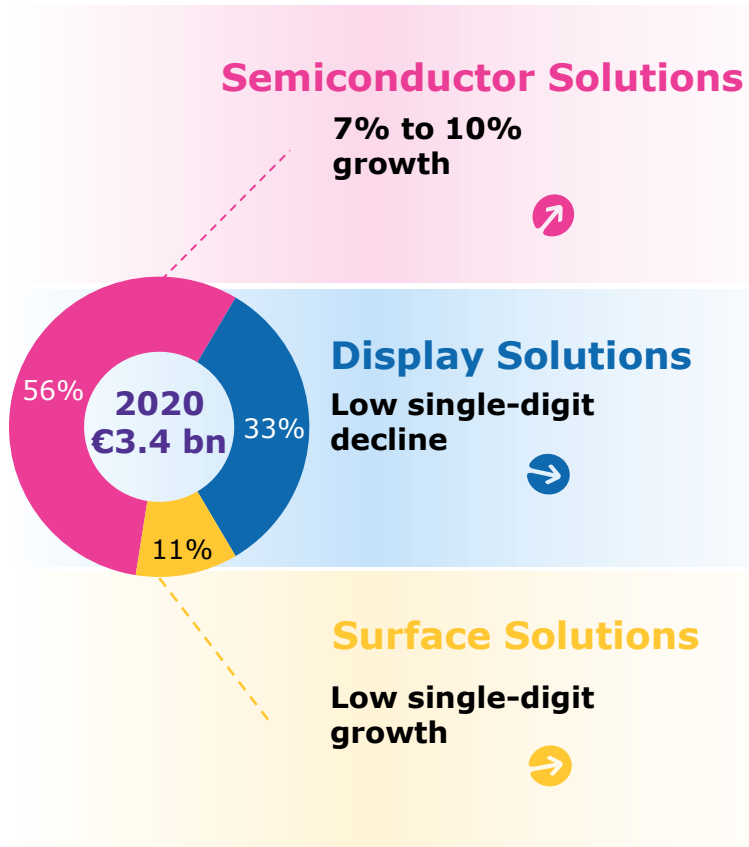 Semiconductor Solutions
7% to 10%
growth
56%
2020
€3.4 bn
33%
11%
Display Solutions
Low single-digit
decline
Surface Solutions
Low single-digit
growth